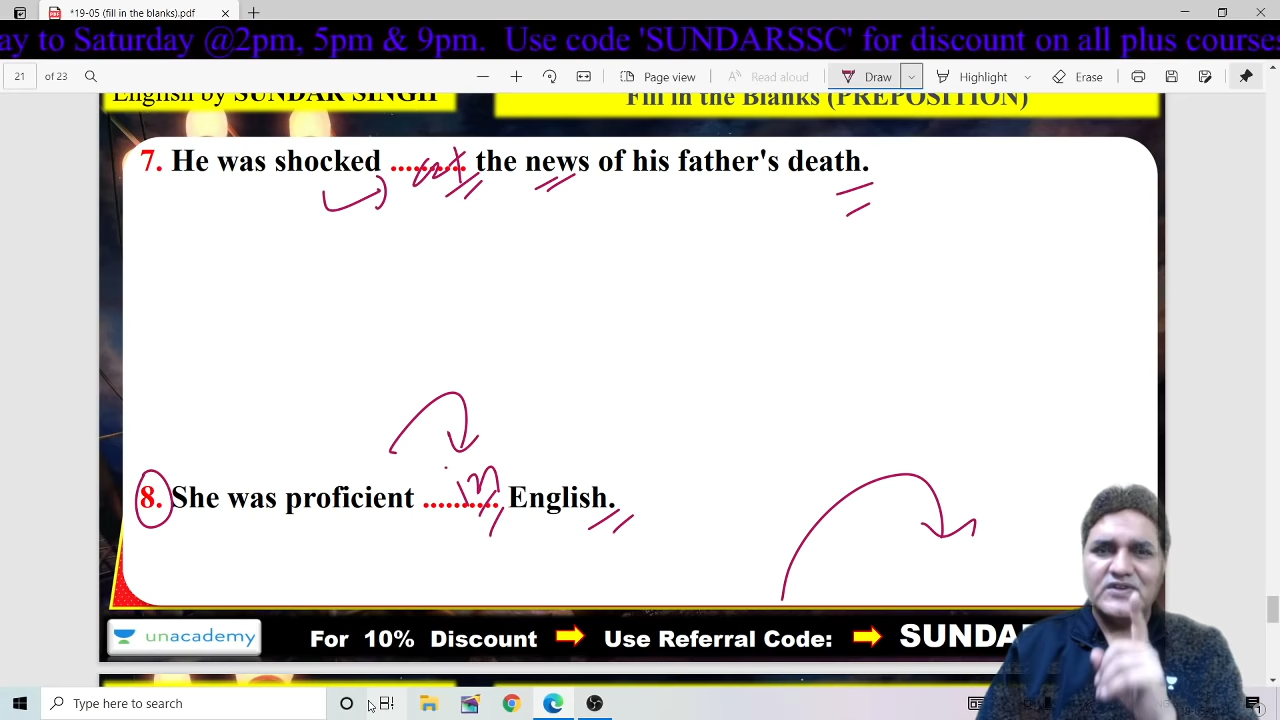 *19-05 (fill in the blanks).pdf
ay to Saturday @2pm, 5pm & 9pm. Use code 'SUNDARSSC' for discount on all plus courses
21 of 23
Page view
Read aloud
Draw
Highlight
Erase
English by SUNDAR SINGH
Fill in the Blanks (PREPOSITION)
7. He was shocked .......... at the news of his father's death.
8. She was proficient .......... in English.
unacademy
For 10% Discount Use Referral Code: SUNDA
Type here to search